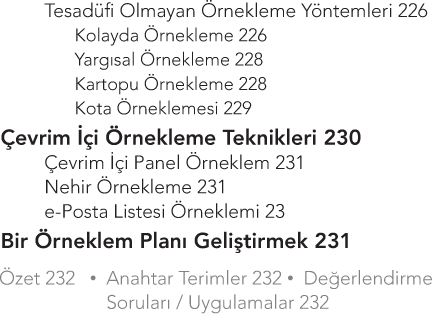 Tesadüfi Olmayan Örnekleme Yöntemleri 226
Kolayda Örnekleme 226
Yargısal Örnekleme 228
Kartopu Örnekleme 228
Kota Örneklemesi 229
Çevrim İçi Örnekleme Teknikleri 230
Çevrim İçi Panel Örneklem 231
Nehir Örnekleme 231
e-Posta Listesi Örneklemi 23
Bir Örneklem Planı Geliştirmek 231
Özet 232 • Anahtar Terimler 232 • Değerlendirme
Soruları / Uygulamalar 232